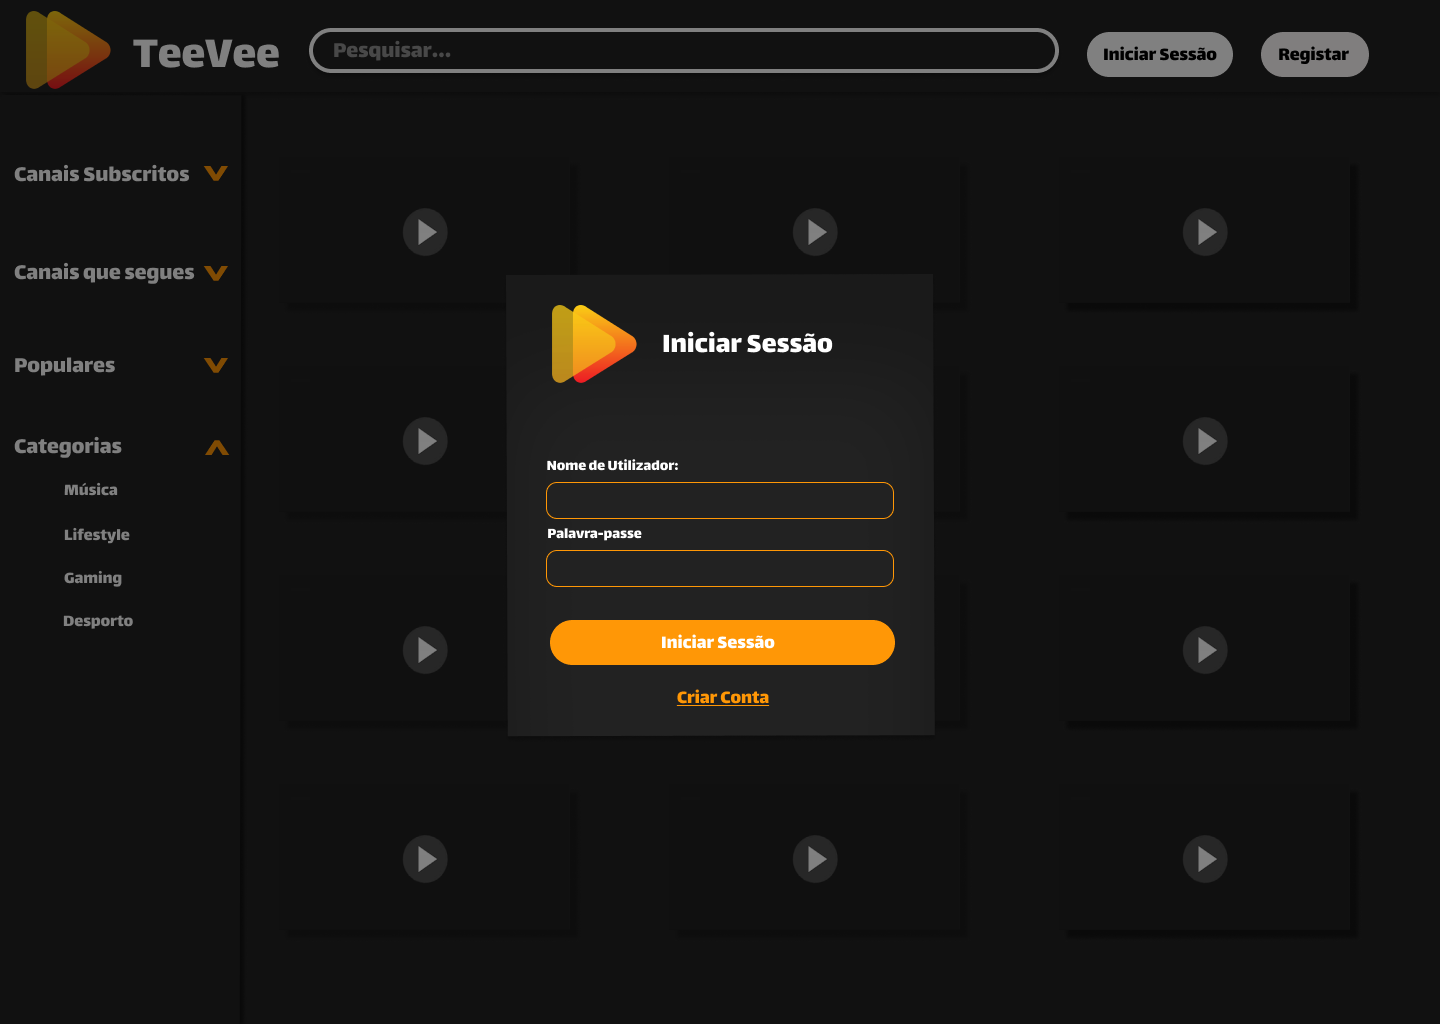 TeeVee
Pesquisar...
Iniciar Sessão
Registar
Canais Subscritos
Canais que segues
Populares
Categorias
Música
Lifestyle
Gaming
Desporto
Iniciar Sessão
Nome de Utilizador:
Palavra-passe
Iniciar Sessão
Criar Conta